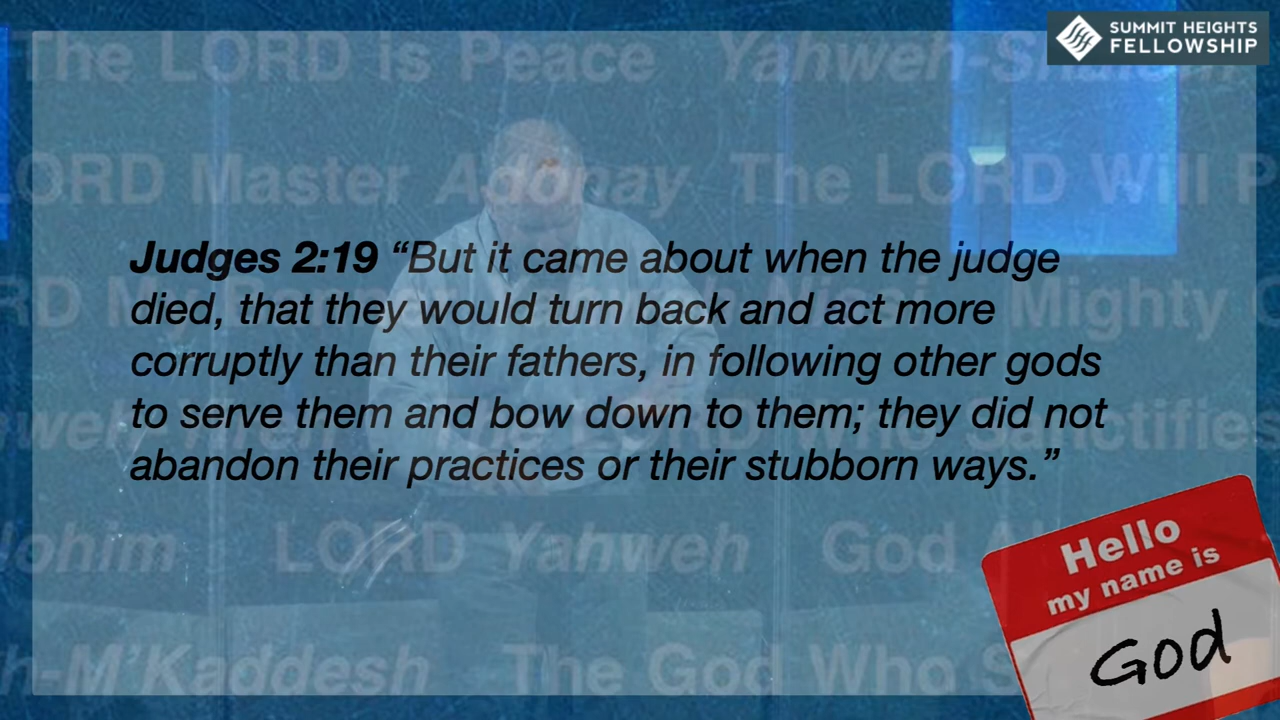 SUMMIT HEIGHTS
FELLOWSHIP
The LORD is Peace Yahweh-Shalom
LORD Master Adonay The LORD Will P
Judges 2:19 “But it came about when the judge
died, that they would turn back and act more
corruptly than their fathers, in following other gods
to serve them and bow down to them; they did not
abandon their practices or their stubborn ways.”
Mighty
Sanctifies
lohim LORD Yahweh God Al
h-M’Kaddesh The God Who S
Hello
my name is
God